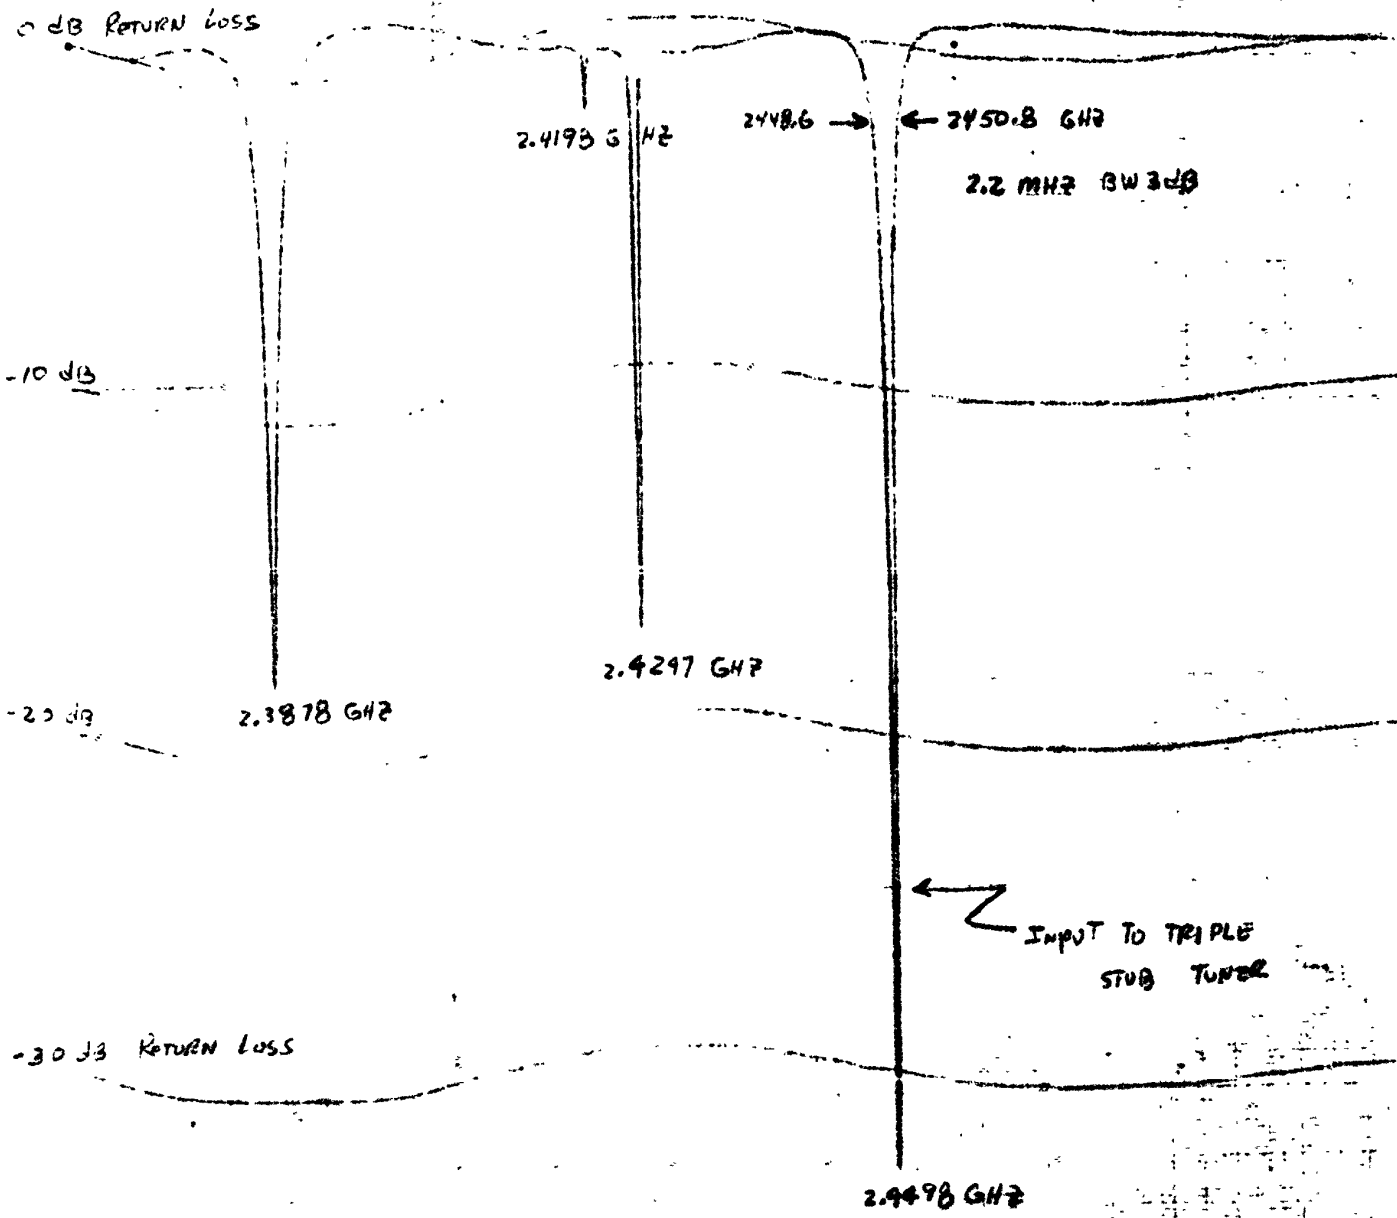 0 dB RETURN LOSS
2.4193 GHZ
2448.6
2450.8 GHZ
2.2 MHZ BW 3dB
-10 dB
2.4297 GHZ
-20 dB
2.3878 GHZ
INPUT TO TRIPLE
STUB TUNER
-30 dB RETURN LOSS
2.4498 GHZ